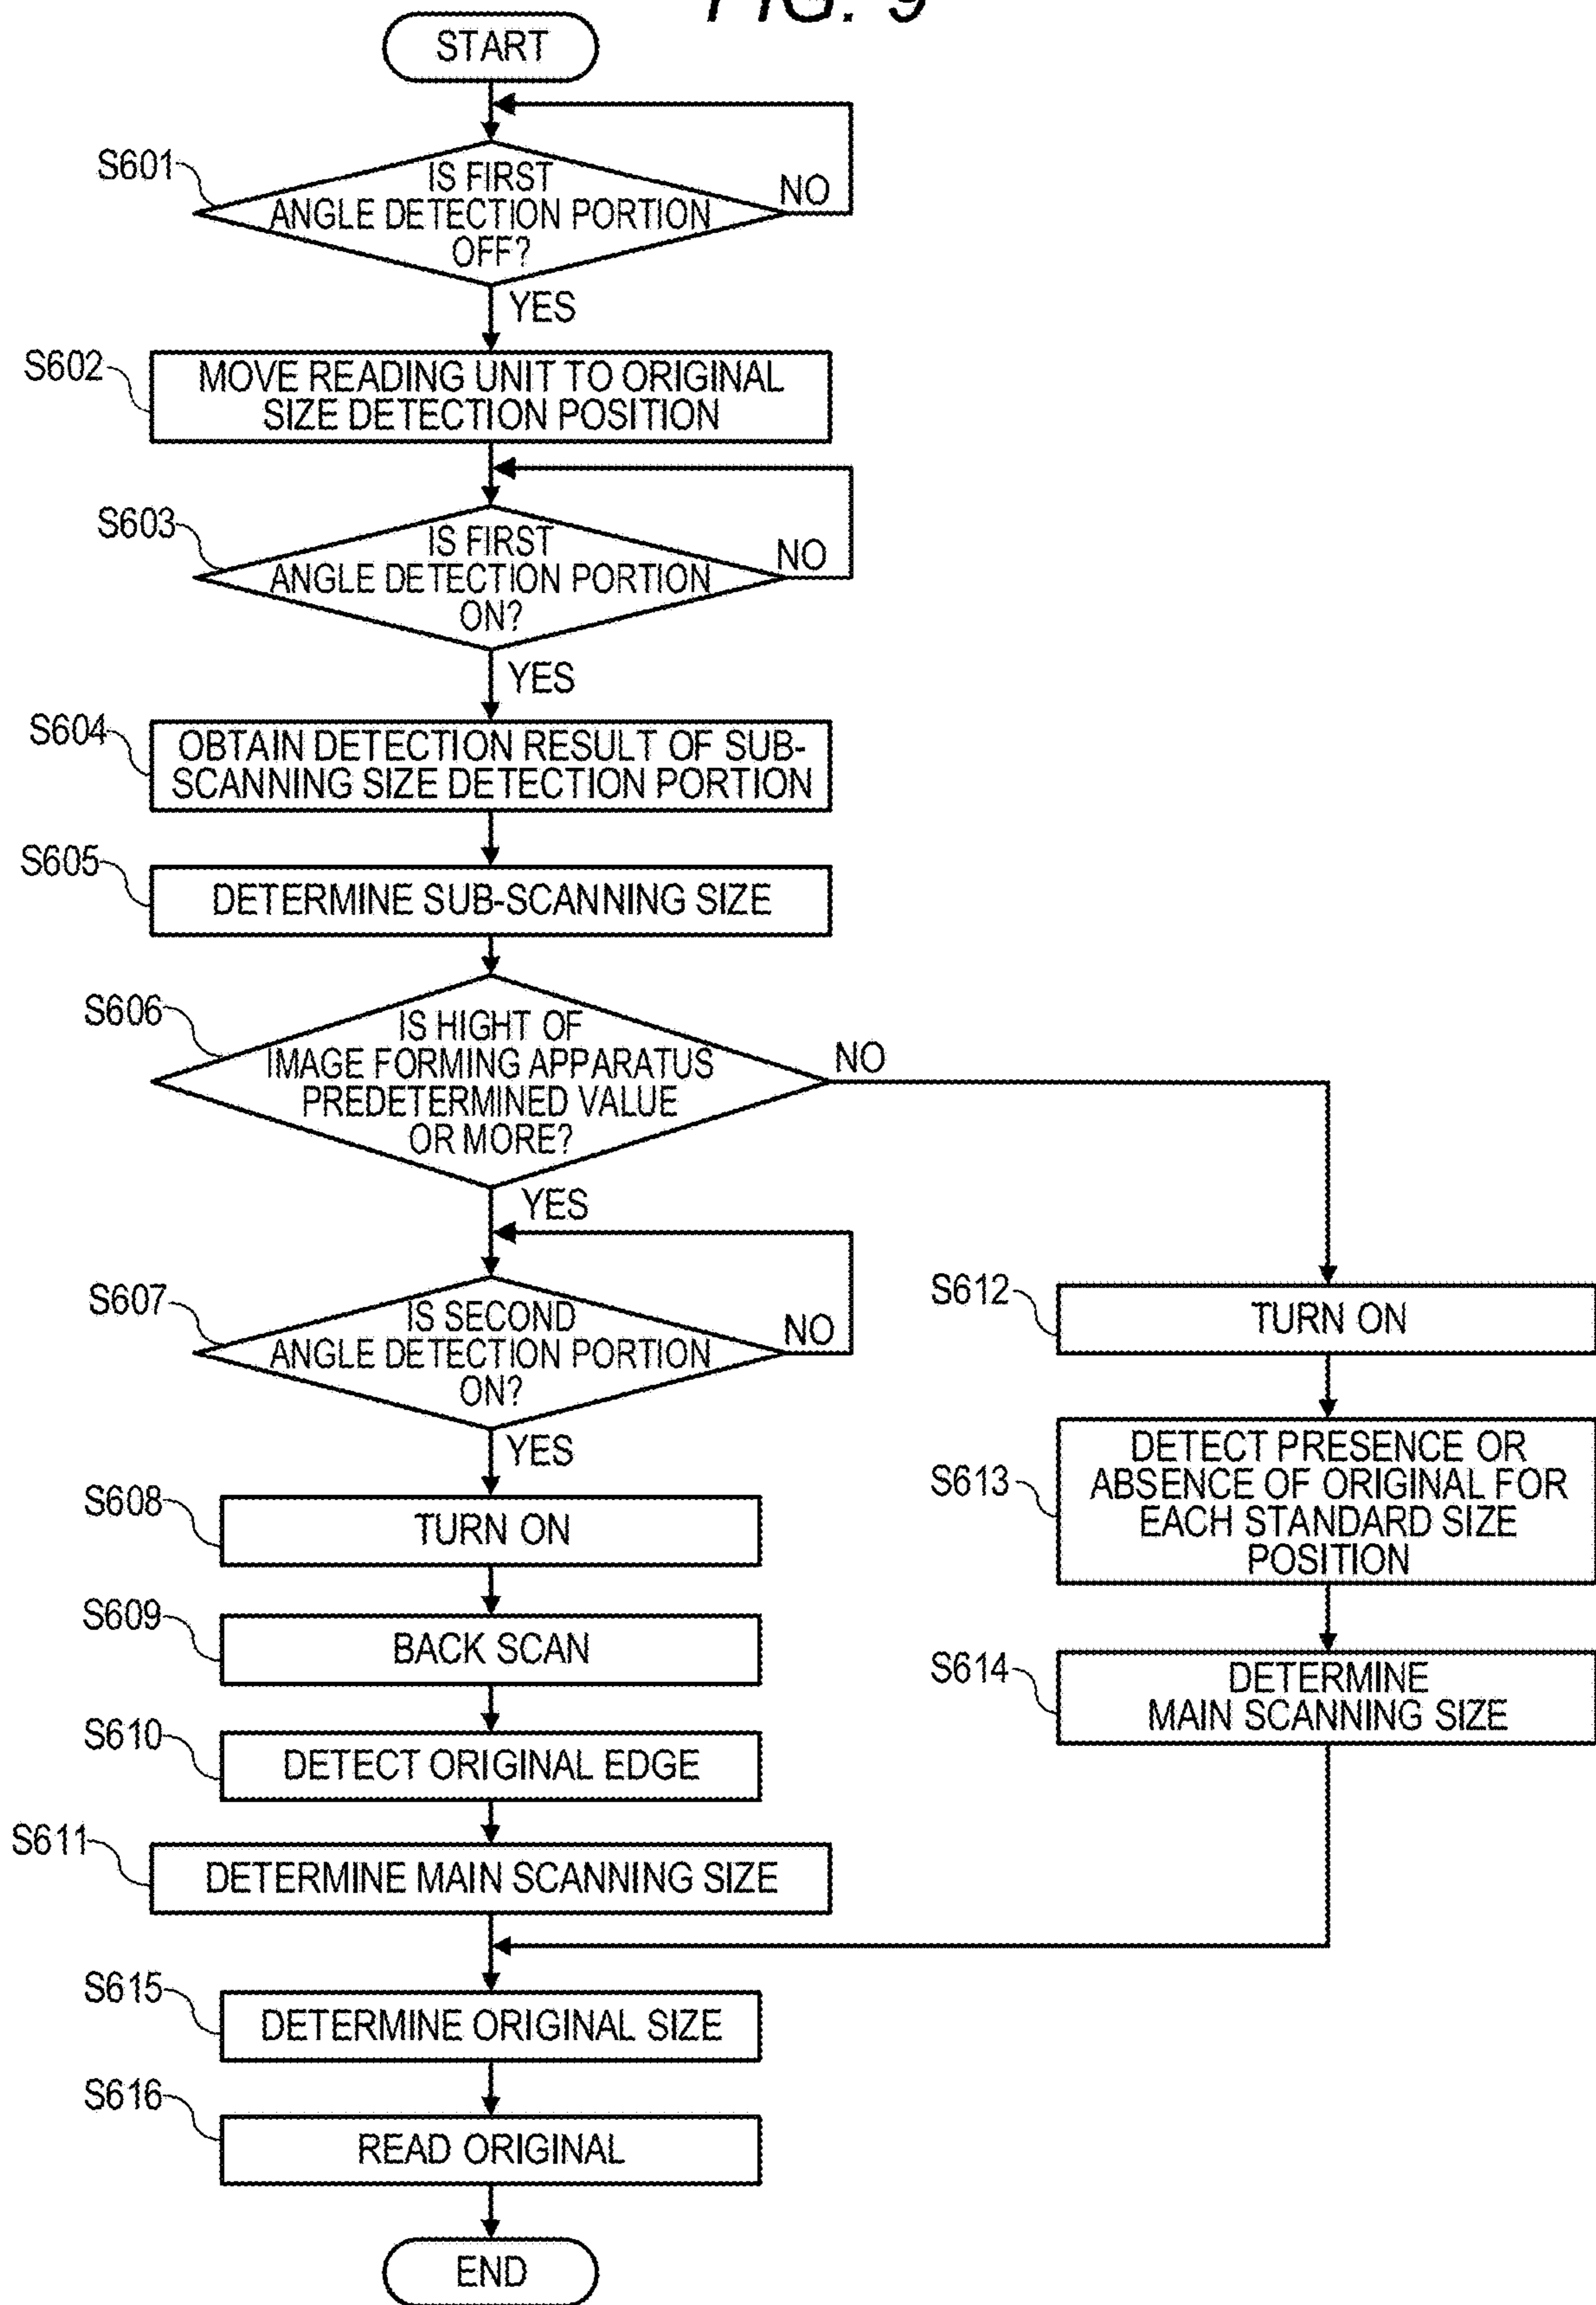 FIG. 9
START
S601
IS FIRST
ANGLE DETECTION PORTION
OFF?
NO
YES
S602
MOVE READING UNIT TO ORIGINAL
SIZE DETECTION POSITION
S603
IS FIRST
ANGLE DETECTION PORTION
ON?
NO
YES
S604
OBTAIN DETECTION RESULT OF SUB-
SCANNING SIZE DETECTION PORTION
S605
DETERMINE SUB-SCANNING SIZE
S606
IS HIGHT OF
IMAGE FORMING APPARATUS
PREDETERMINED VALUE
OR MORE?
NO
YES
S607
IS SECOND
ANGLE DETECTION PORTION
ON?
NO
YES
S608
TURN ON
S609
BACK SCAN
S610
DETECT ORIGINAL EDGE
S611
DETERMINE MAIN SCANNING SIZE
S612
TURN ON
S613
DETECT PRESENCE OR
ABSENCE OF ORIGINAL FOR
EACH STANDARD SIZE
POSITION
S614
DETERMINE
MAIN SCANNING SIZE
S615
DETERMINE ORIGINAL SIZE
S616
READ ORIGINAL
END